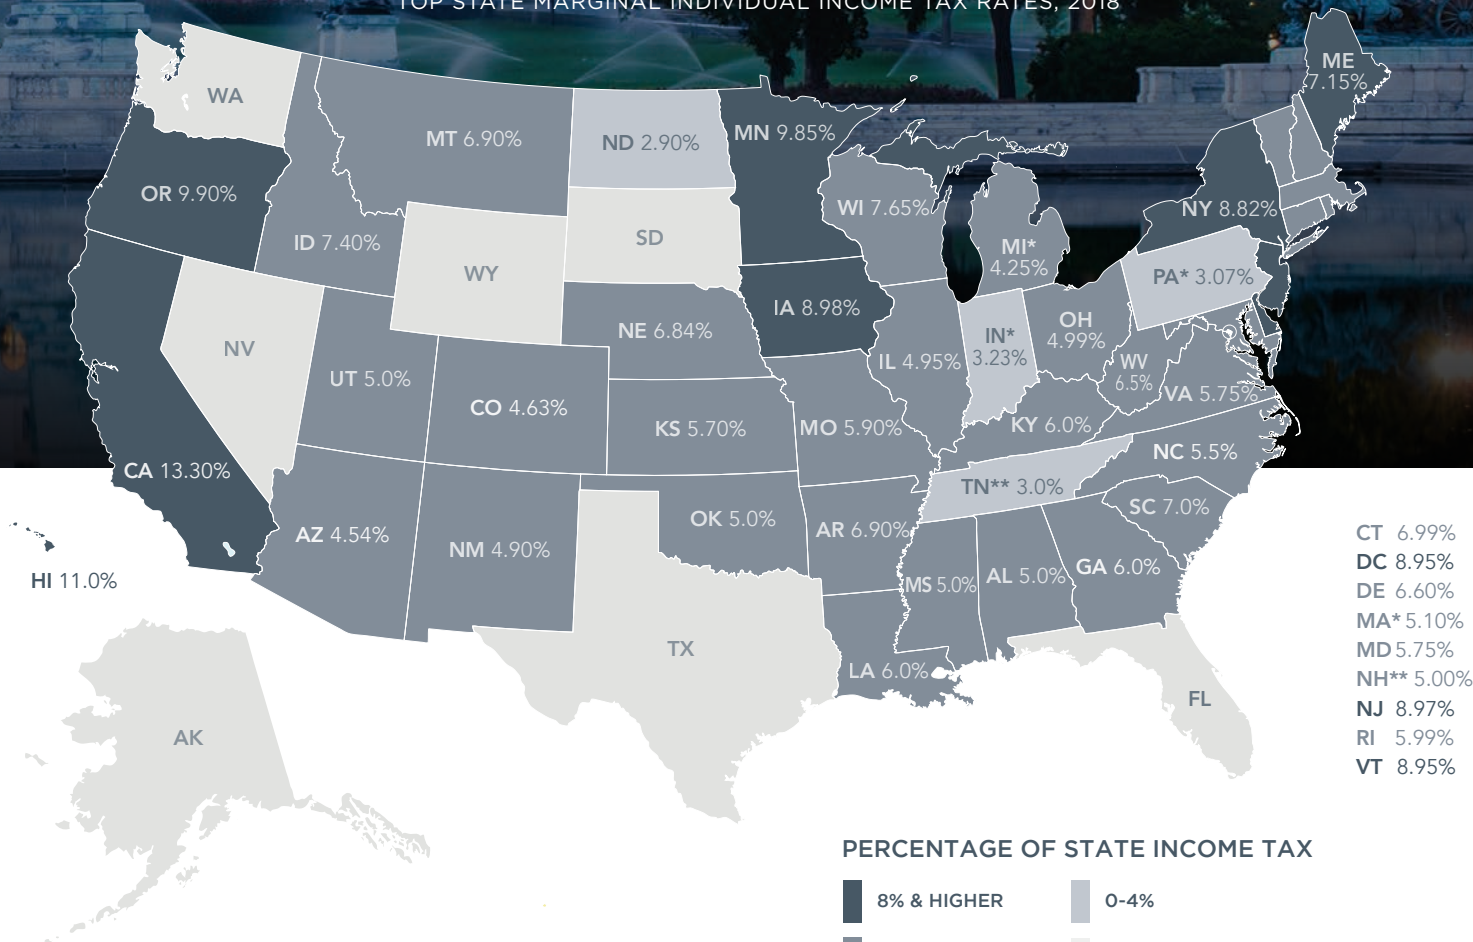 TOP STATE MARGINAL INDIVIDUAL INCOME TAX RATES, 2018
ME
7.15%
WA
MT 6.90%
ND 2.90%
MN 9.85%
OR 9.90%
WI 7.65%
NY 8.82%
ID 7.40%
SD
MI*
4.25%
WY
PA* 3.07%
IA 8.98%
NE 6.84%
NV
OH
4.99%
IN*
3.23%
IL 4.95%
WV
6.5%
UT 5.0%
VA 5.75%
CO 4.63%
KS 5.70%
MO 5.90%
KY 6.0%
NC 5.5%
CA 13.30%
TN** 3.0%
SC 7.0%
OK 5.0%
AR 6.90%
AZ 4.54%
NM 4.90%
GA 6.0%
MS 5.0%
AL 5.0%
HI 11.0%
TX
LA 6.0%
FL
AK
CT 6.99%
DC 8.95%
DE 6.60%
MA* 5.10%
MD 5.75%
NH** 5.00%
NJ 8.97%
RI 5.99%
VT 8.95%
PERCENTAGE OF STATE INCOME TAX
8% & HIGHER
0-4%